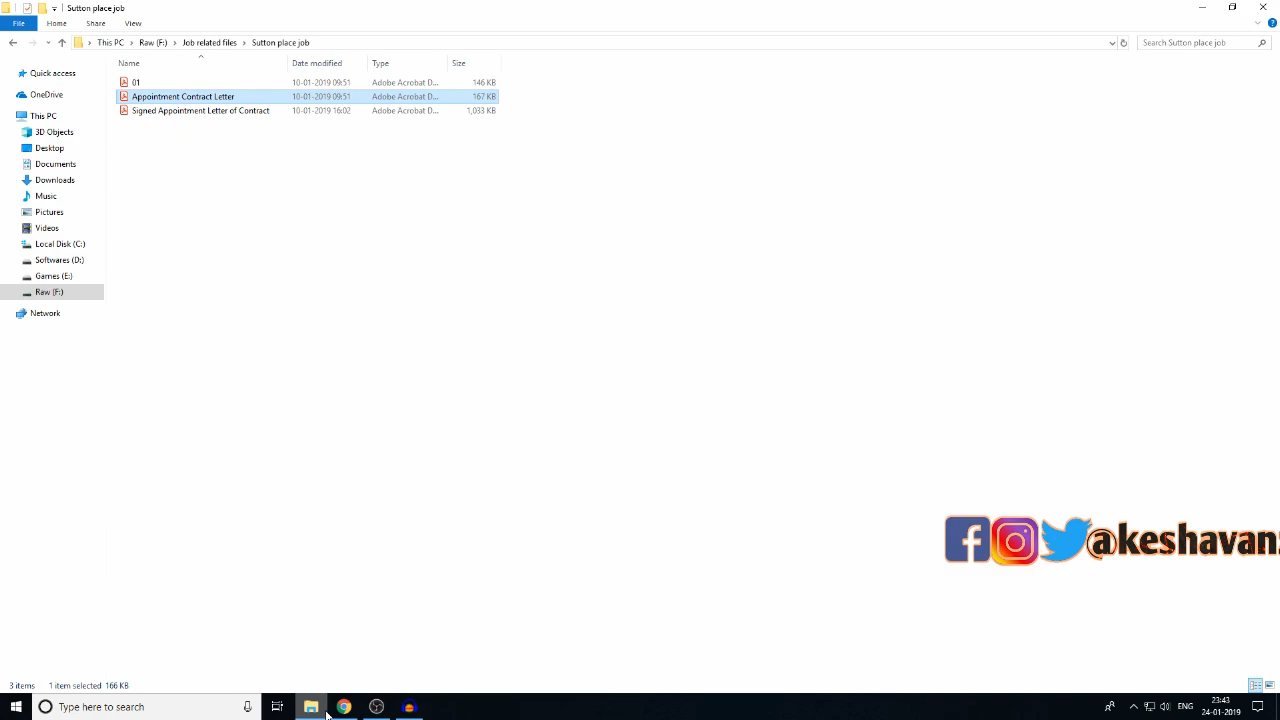 Sutton place job
File Home Share View
This PC Raw (F:) Job related files Sutton place job Search Sutton place job
Name Date modified Type Size
01 10-01-2019 09:51 Adobe Acrobat D... 146 KB
Appointment Contract Letter 10-01-2019 09:51 Adobe Acrobat D... 167 KB
Signed Appointment Letter of Contract 10-01-2019 16:02 Adobe Acrobat D... 1,033 KB
Quick access
OneDrive
This PC
3D Objects
Desktop
Documents
Downloads
Music
Pictures
Videos
Local Disk (C:)
Softwares (D:)
Games (E:)
Raw (F:)
Network
@keshavan
3 items 1 item selected 166 KB
Type here to search
ENG
23:43
24-01-2019